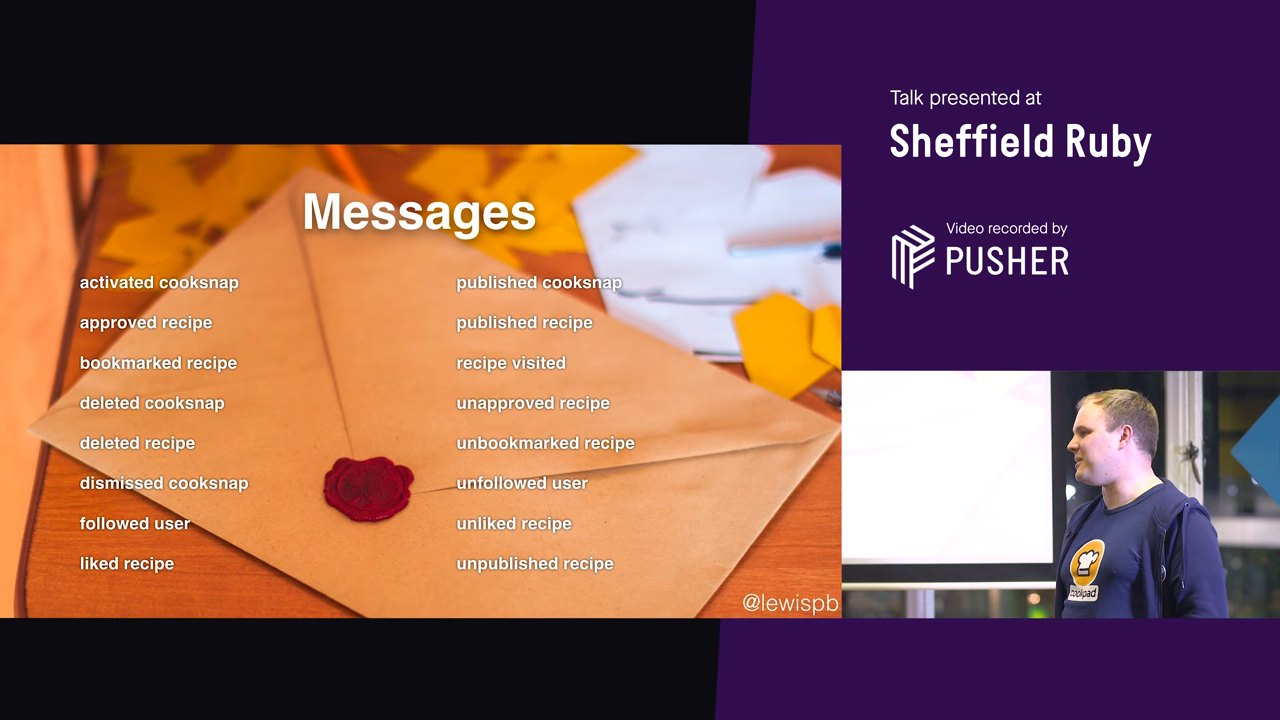 Talk presented at
Sheffield Ruby
Video recorded by
PUSHER
Messages
activated cooksnap
approved recipe
bookmarked recipe
deleted cooksnap
deleted recipe
dismissed cooksnap
followed user
liked recipe
published cooksnap
published recipe
recipe visited
unapproved recipe
unbookmarked recipe
unfollowed user
unliked recipe
unpublished recipe
@lewispb
cookpad